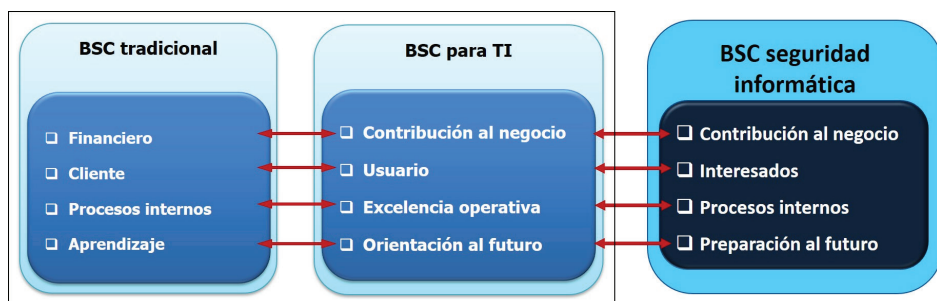 BSC tradicional
Financiero
Cliente
Procesos internos
Aprendizaje
BSC para TI
Contribución al negocio
Usuario
Excelencia operativa
Orientación al futuro
BSC seguridad
informática
Contribución al negocio
Interesados
Procesos internos
Preparación al futuro